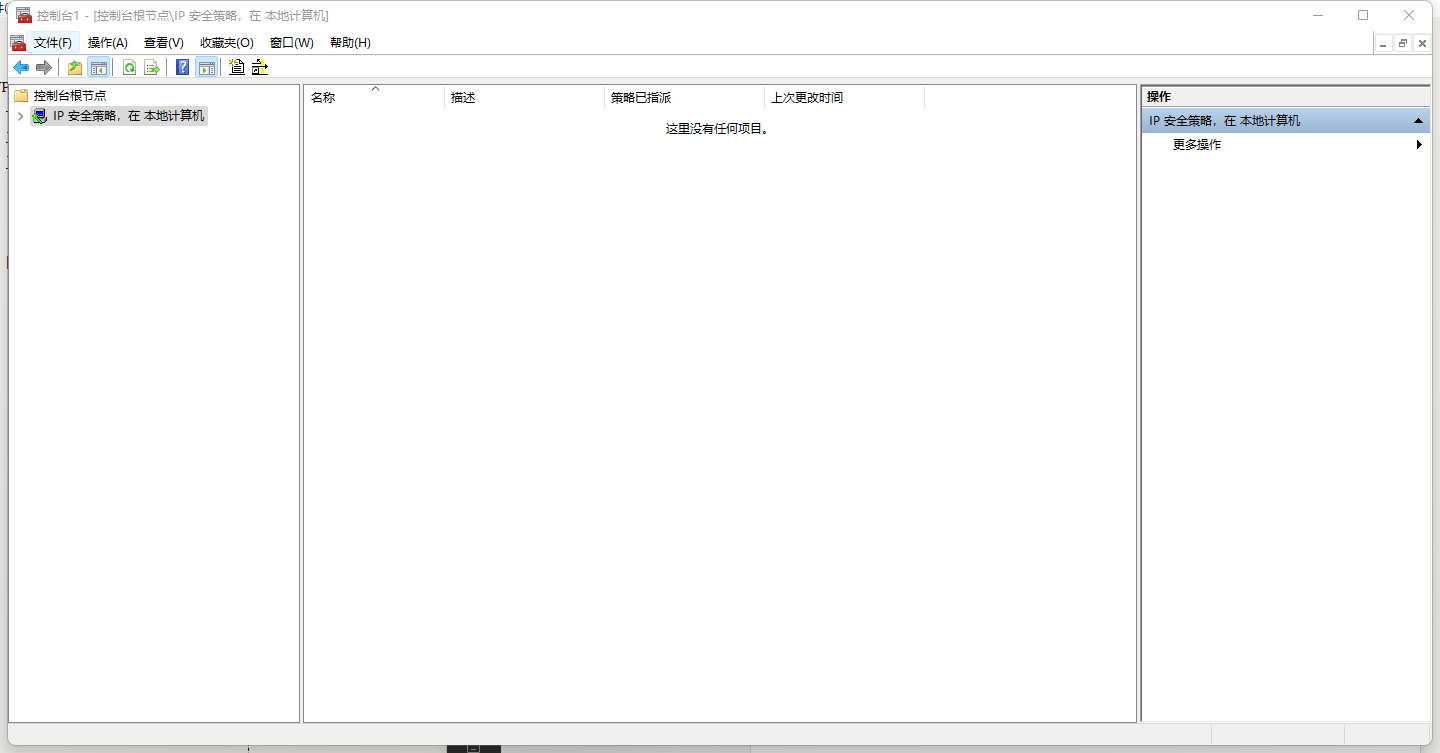 控制台1 - [控制台根节点\IP 安全策略，在 本地计算机]
文件(F) 操作(A) 查看(V) 收藏夹(O) 窗口(W) 帮助(H)
控制台根节点
IP 安全策略，在 本地计算机
名称 描述 策略已指派 上次更改时间
这里没有任何项目。
操作
IP 安全策略，在 本地计算机
更多操作